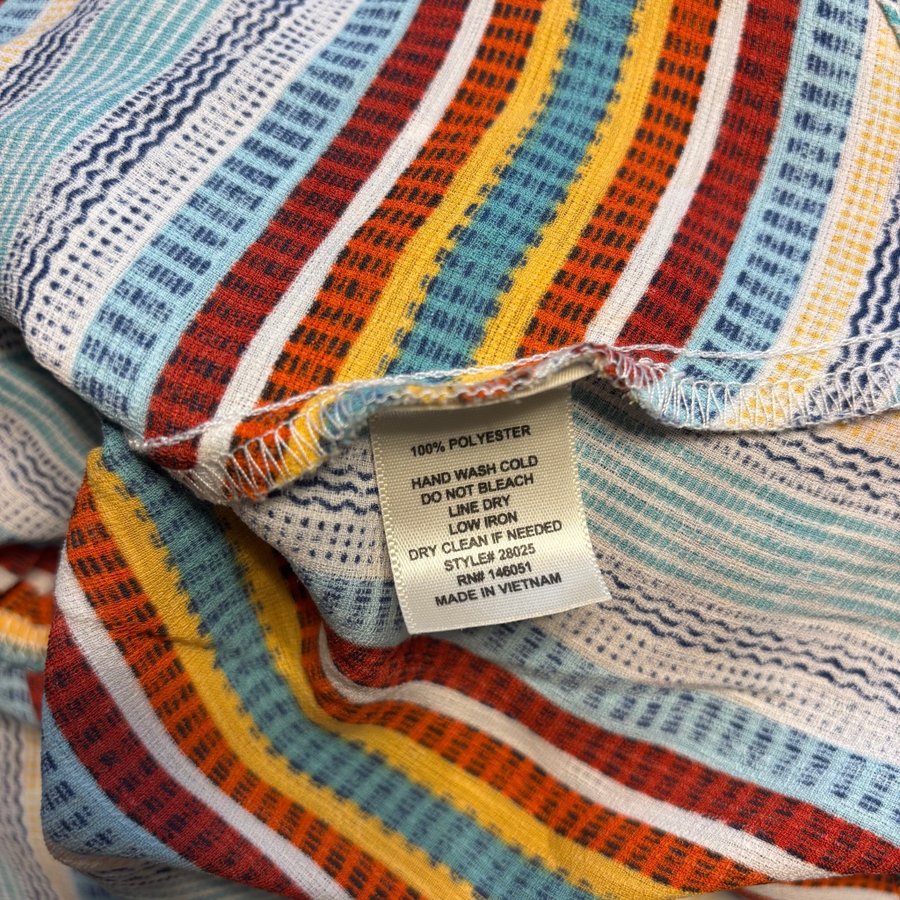 100% POLYESTER
HAND WASH COLD
DO NOT BLEACH
LINE DRY
LOW IRON
DRY CLEAN IF NEEDED
STYLE# 28025
RN# 146051
MADE IN VIETNAM